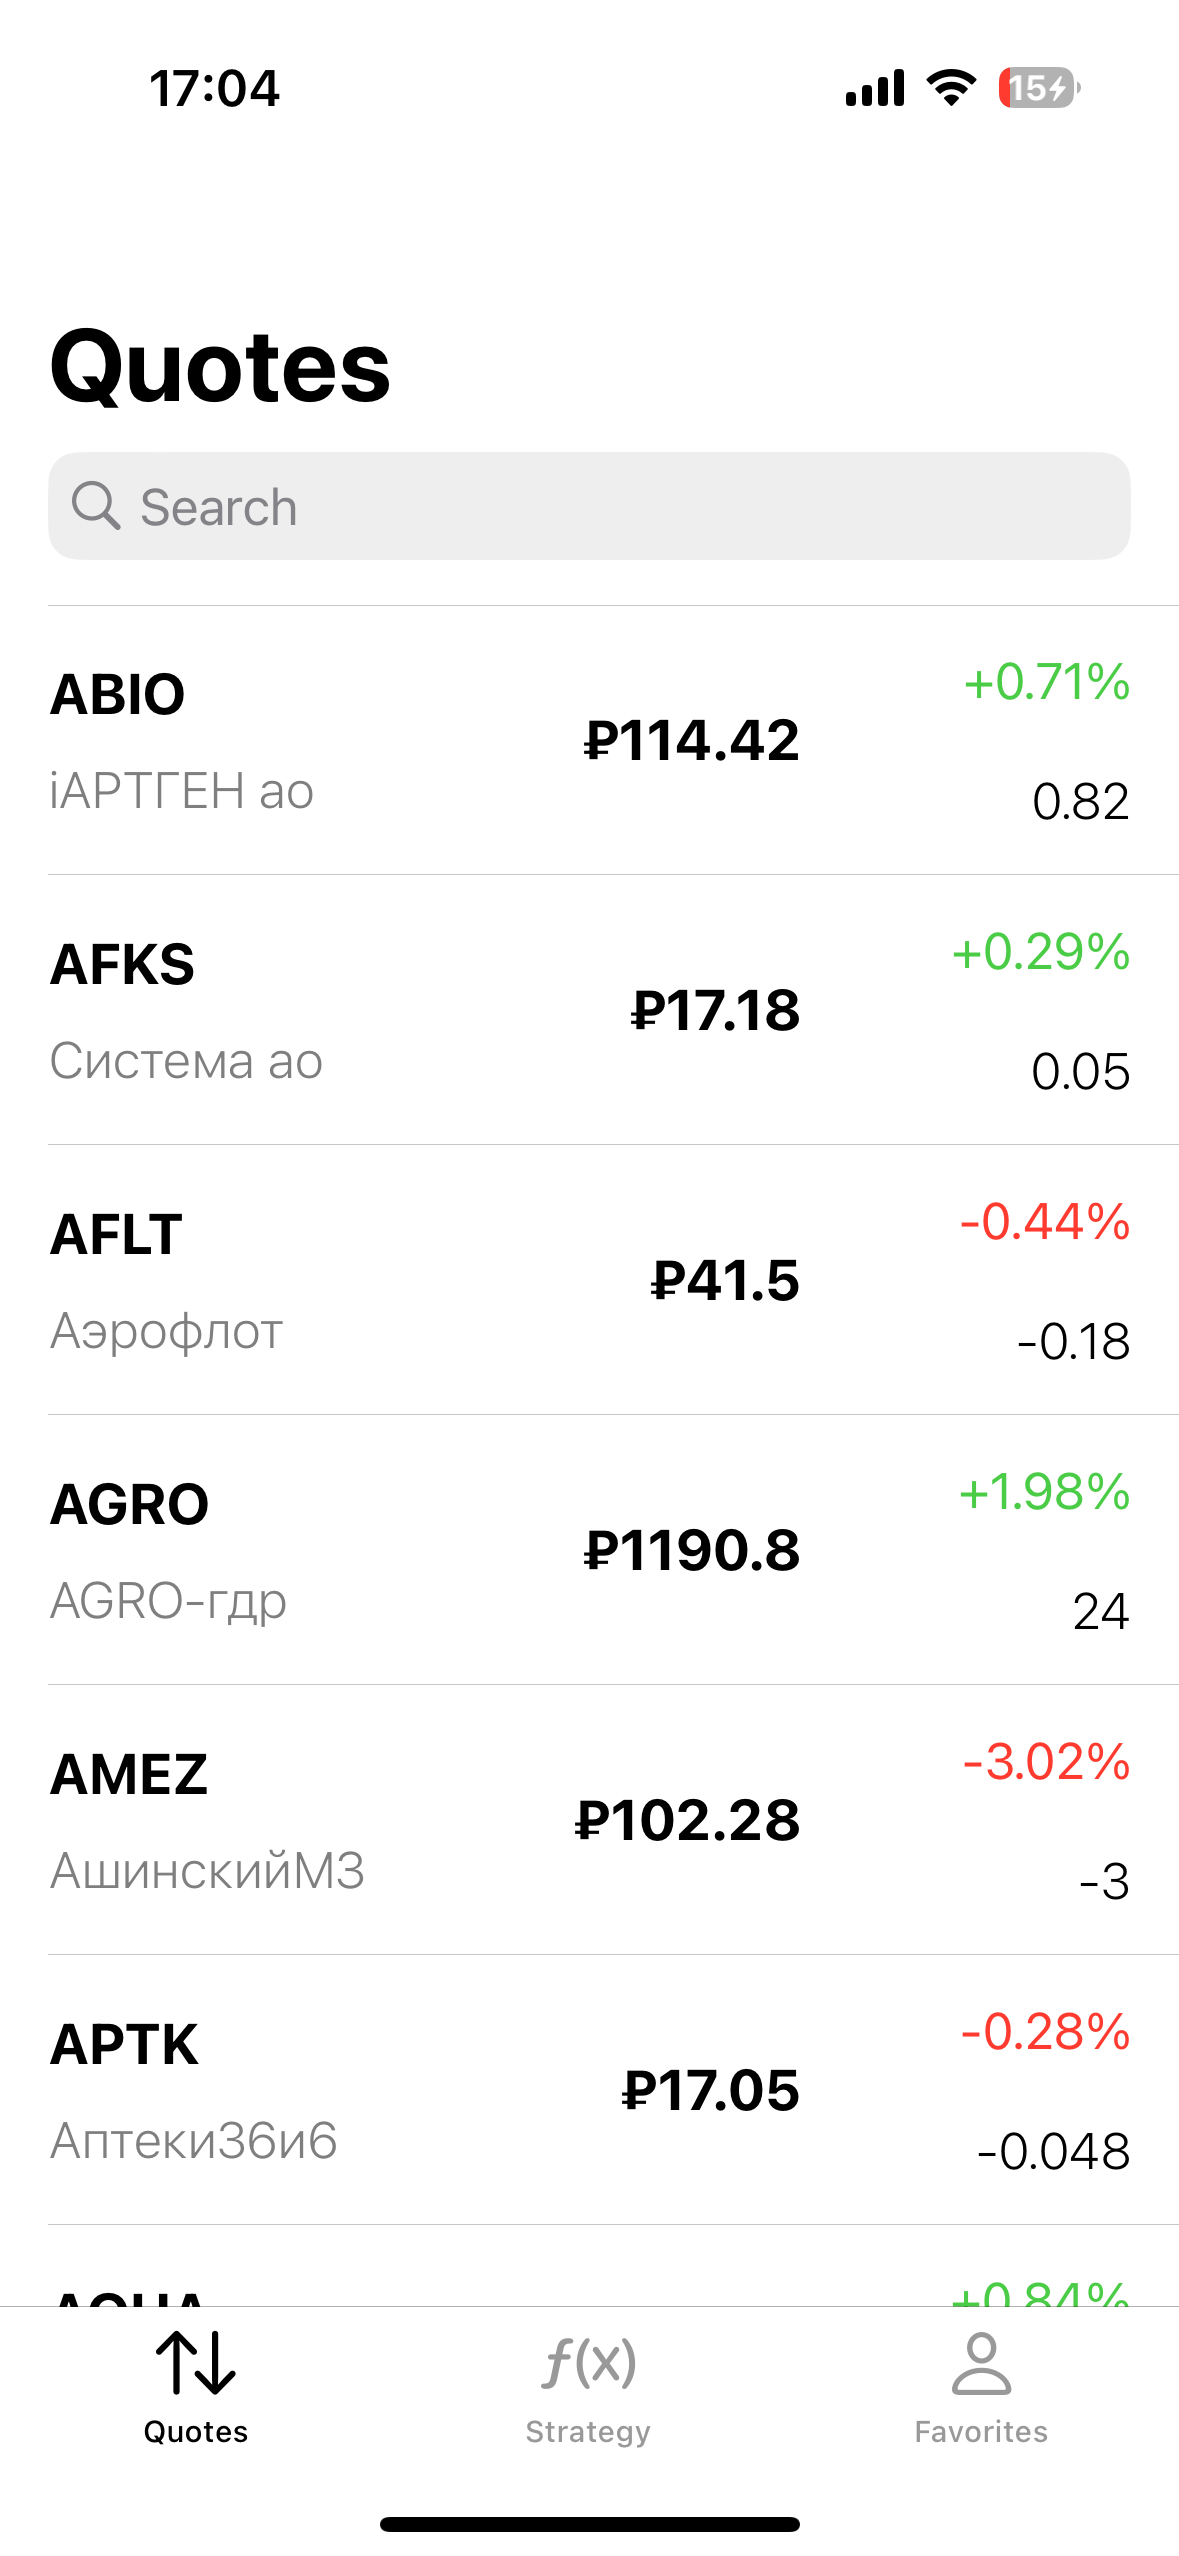 17:04
15
Quotes
Search
ABIO
₽114.42
+0.71%
iАРТГЕН ао
0.82
AFKS
₽17.18
+0.29%
Система ао
0.05
AFLT
₽41.5
-0.44%
Аэрофлот
-0.18
AGRO
₽1190.8
+1.98%
AGRO-гдр
24
AMEZ
₽102.28
-3.02%
АшинскийМЗ
-3
APTK
₽17.05
-0.28%
Аптеки36и6
-0.048
AQUA
+0.84%
f(x)
Quotes
Strategy
Favorites